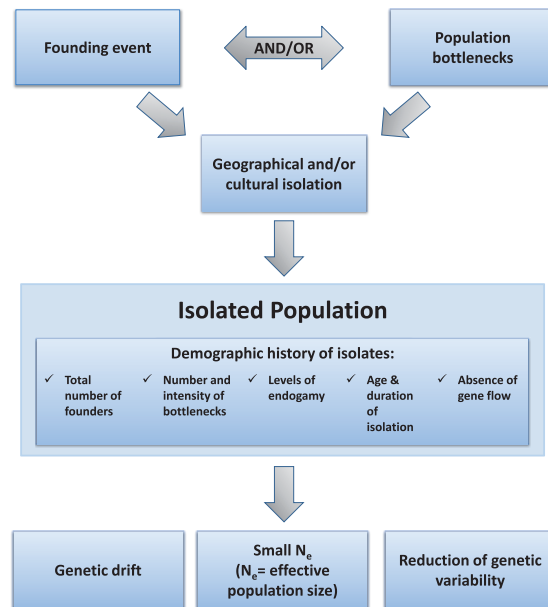 Founding event
AND/OR
Population
bottlenecks
Geographical and/or
cultural isolation
Isolated Population
Demographic history of isolates:
✓ Total
number of
founders
✓ Number and
intensity of
bottlenecks
✓ Levels of
endogamy
✓ Age &
duration
of
isolation
✓ Absence of
gene flow
Genetic drift
Small Ne
(Ne= effective
population size)
Reduction of genetic
variability